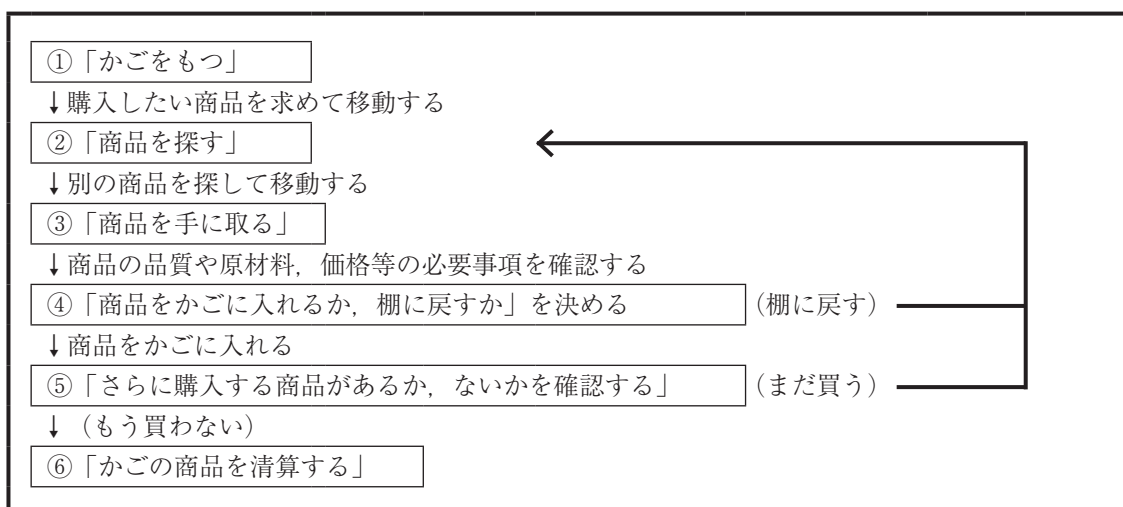 ①「かごをもつ」
↓購入したい商品を求めて移動する
②「商品を探す」
↓別の商品を探して移動する
③「商品を手に取る」
↓商品の品質や原材料，価格等の必要事項を確認する
④「商品をかごに入れるか，棚に戻すか」を決める （棚に戻す）
↓商品をかごに入れる
⑤「さらに購入する商品があるか，ないかを確認する」 （まだ買う）
↓（もう買わない）
⑥「かごの商品を清算する」